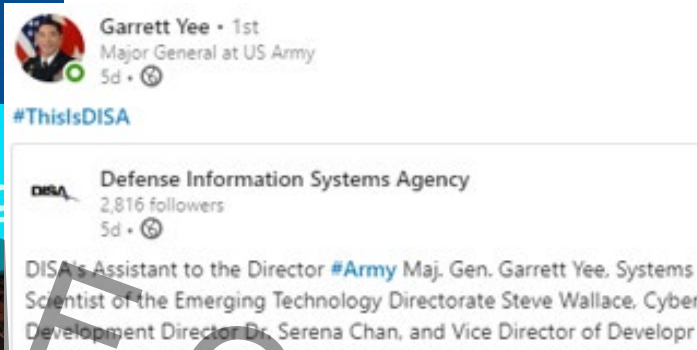 Garrett Yee • 1st
Major General at US Army
5d •
#ThisIsDISA
DISA
Defense Information Systems Agency
2,816 followers
5d •
DISA's Assistant to the Director #Army Maj. Gen. Garrett Yee, Systems
Scientist of the Emerging Technology Directorate Steve Wallace, Cyber
Development Director Dr. Serena Chan, and Vice Director of Developr